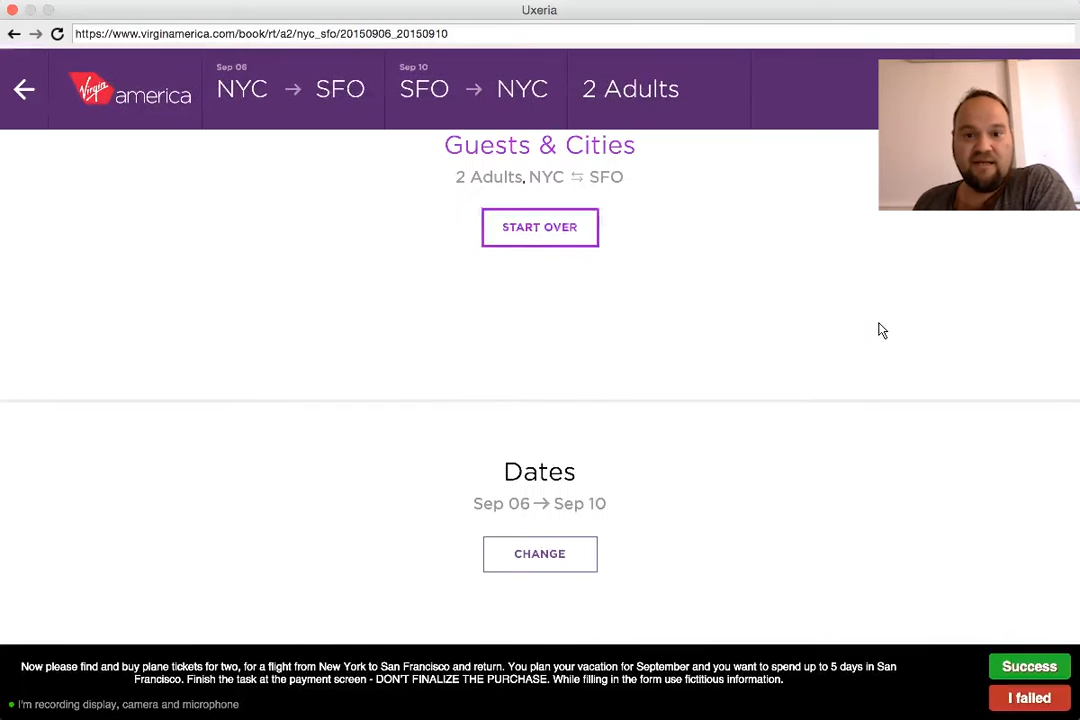 Uxeria
https://www.virginamerica.com/book/rt/a2/nyc_sfo/20150906_20150910
Virgin america
Sep 06
NYC → SFO
Sep 10
SFO → NYC
2 Adults
Guests & Cities
2 Adults, NYC ⇆ SFO
START OVER
Dates
Sep 06 → Sep 10
CHANGE
Now please find and buy plane tickets for two, for a flight from New York to San Francisco and return. You plan your vacation for September and you want to spend up to 5 days in San
Francisco. Finish the task at the payment screen - DON'T FINALIZE THE PURCHASE. While filling in the form use fictitious information.
Success
I failed
I'm recording display, camera and microphone